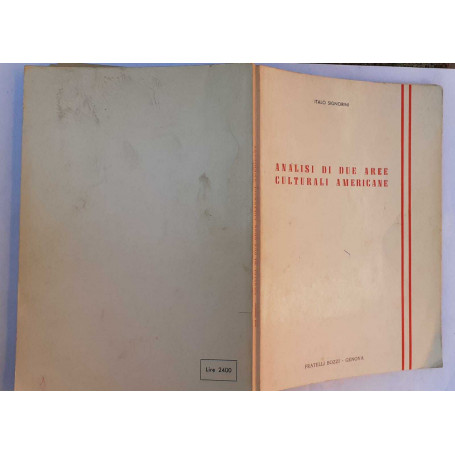 ITALO SIGNORINI
ANALISI DI DUE AREE
CULTURALI AMERICANE
FRATELLI BOZZI - GENOVA
Lire 2400